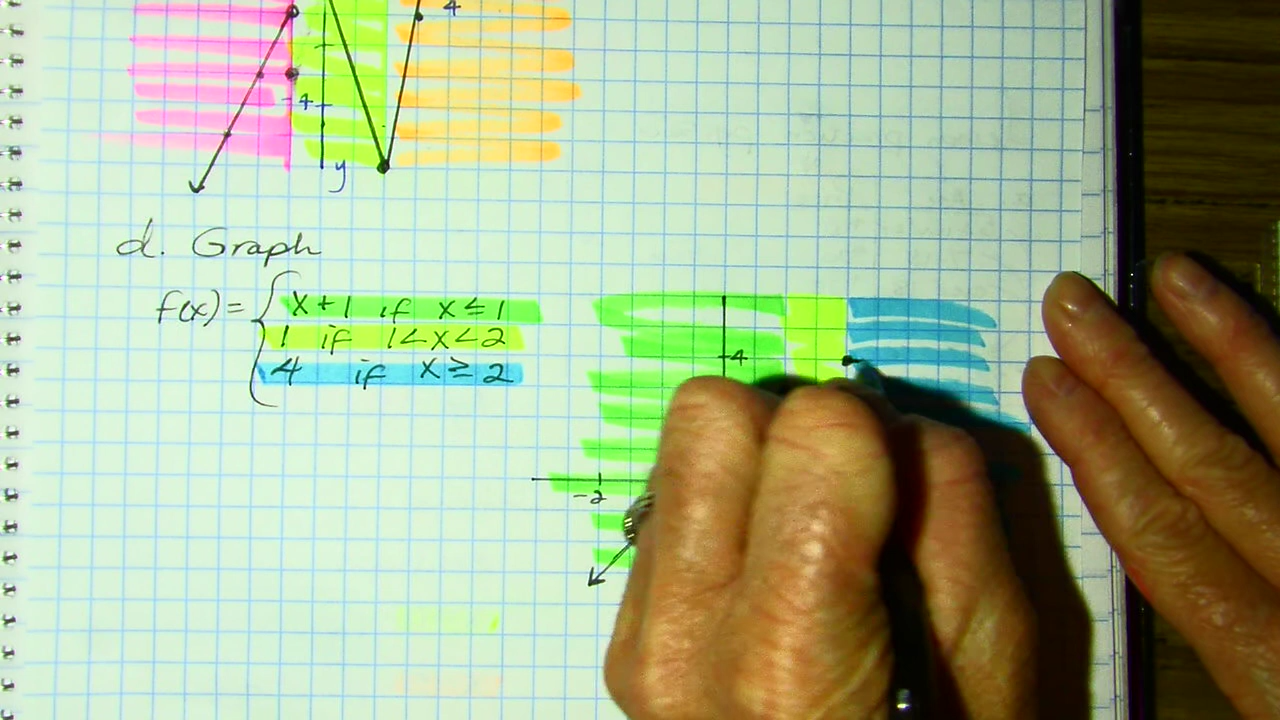 4
-4
y
d. Graph
f(x) = { x + 1 if x ≤ 1
1 if 1 < x < 2
4 if x ≥ 2
4
-2